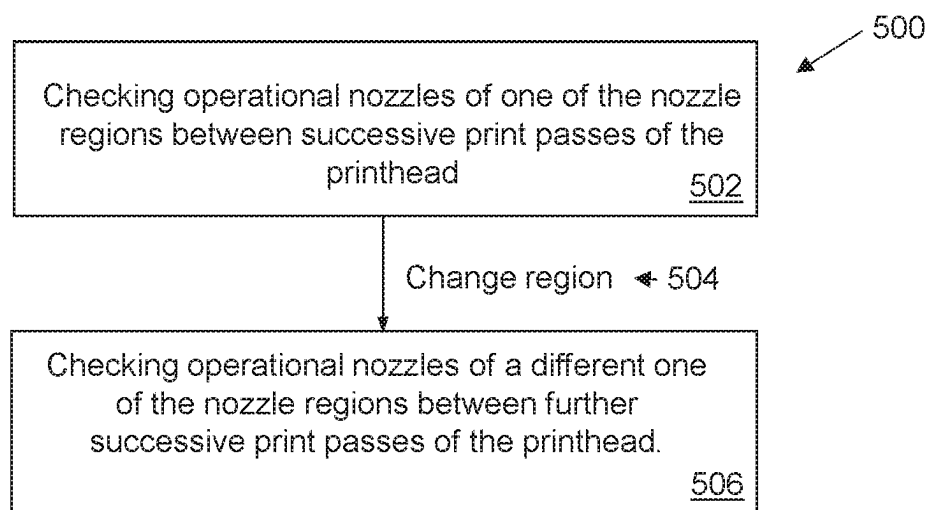 500
Checking operational nozzles of one of the nozzle
regions between successive print passes of the
printhead
502
Change region 504
Checking operational nozzles of a different one
of the nozzle regions between further
successive print passes of the printhead.
506